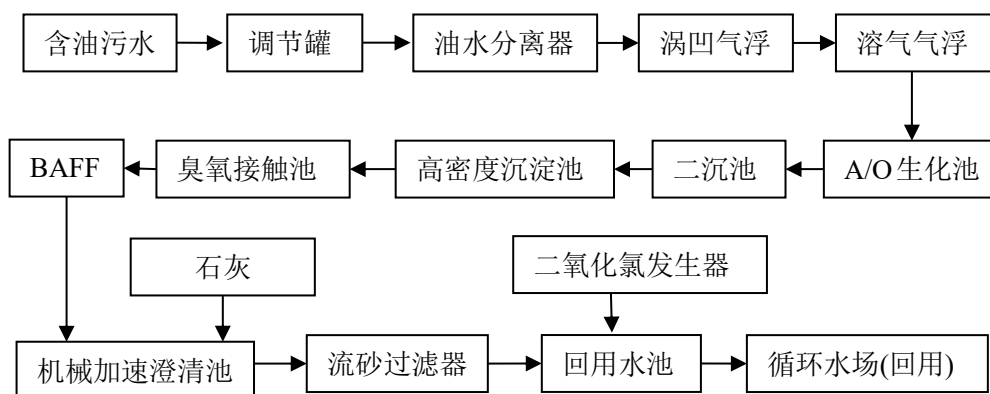 含油污水
调节罐
油水分离器
涡凹气浮
溶气气浮
BAFF
臭氧接触池
高密度沉淀池
二沉池
A/O生化池
石灰
二氧化氯发生器
机械加速澄清池
流砂过滤器
回用水池
循环水场(回用)